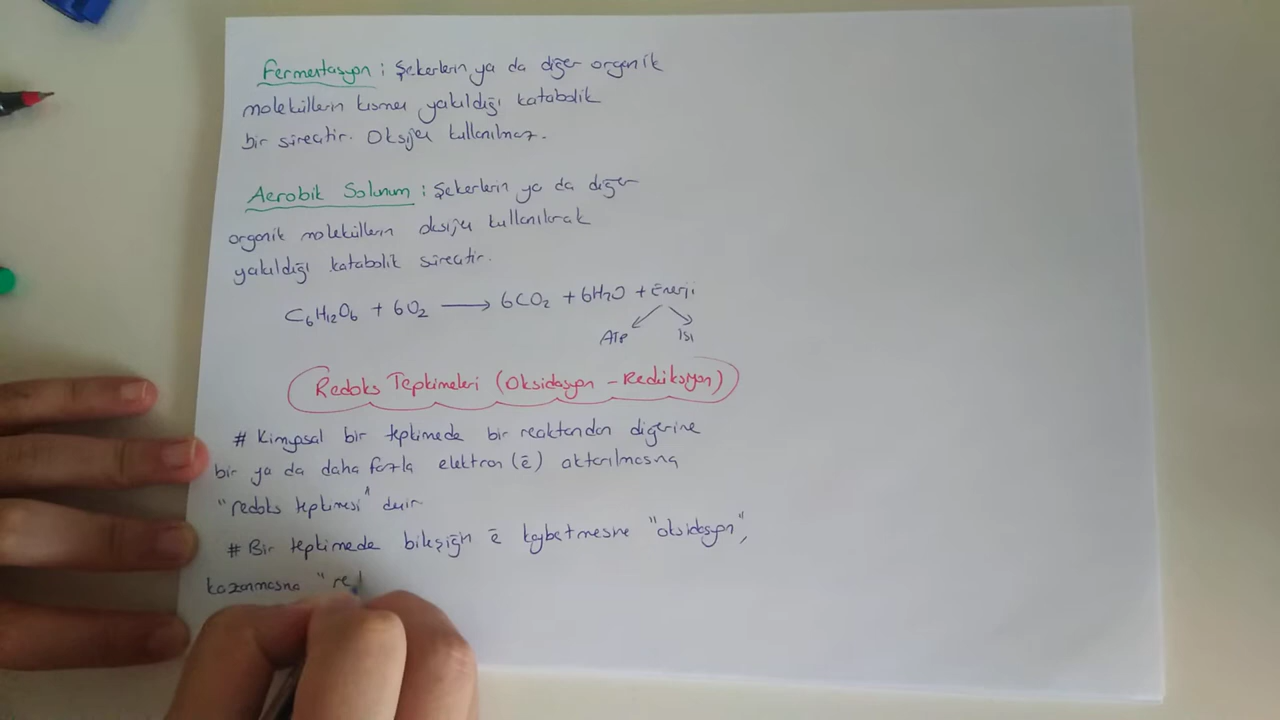 Fermentasyon : Şekerlerin ya da diğer organik
moleküllerin kısmen yakıldığı katabolik
bir süreçtir. Oksijen kullanılmaz.
Aerobik Solunum : Şekerlerin ya da diğer
organik moleküllerin oksijen kullanılarak
yakıldığı katabolik süreçtir.
C₆H₁₂O₆ + 6O₂ → 6CO₂ + 6H₂O + Enerji
ATP Isı
Redoks Tepkimeleri (Oksidasyon - Redüksiyon)
# Kimyasal bir tepkimede bir reaktandan diğerine
bir ya da daha fazla elektron (ē) aktarılmasına
"redoks tepkimesi" denir
# Bir tepkimede bileşiğin ē kaybetmesine "oksidasyon",
kazanmasına "red